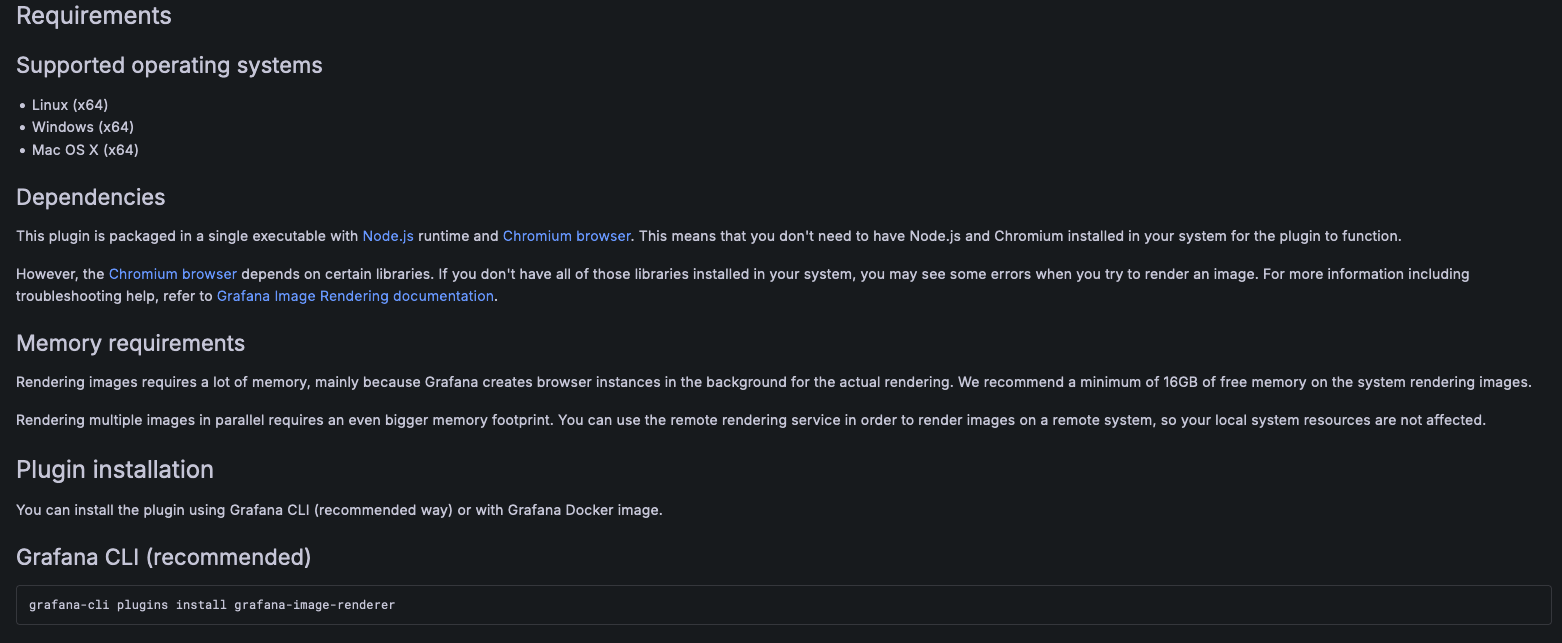 Requirements
Supported operating systems
• Linux (x64)
• Windows (x64)
• Mac OS X (x64)
Dependencies
This plugin is packaged in a single executable with Node.js runtime and Chromium browser. This means that you don't need to have Node.js and Chromium installed in your system for the plugin to function.
However, the Chromium browser depends on certain libraries. If you don't have all of those libraries installed in your system, you may see some errors when you try to render an image. For more information including
troubleshooting help, refer to Grafana Image Rendering documentation.
Memory requirements
Rendering images requires a lot of memory, mainly because Grafana creates browser instances in the background for the actual rendering. We recommend a minimum of 16GB of free memory on the system rendering images.
Rendering multiple images in parallel requires an even bigger memory footprint. You can use the remote rendering service in order to render images on a remote system, so your local system resources are not affected.
Plugin installation
You can install the plugin using Grafana CLI (recommended way) or with Grafana Docker image.
Grafana CLI (recommended)
grafana-cli plugins install grafana-image-renderer